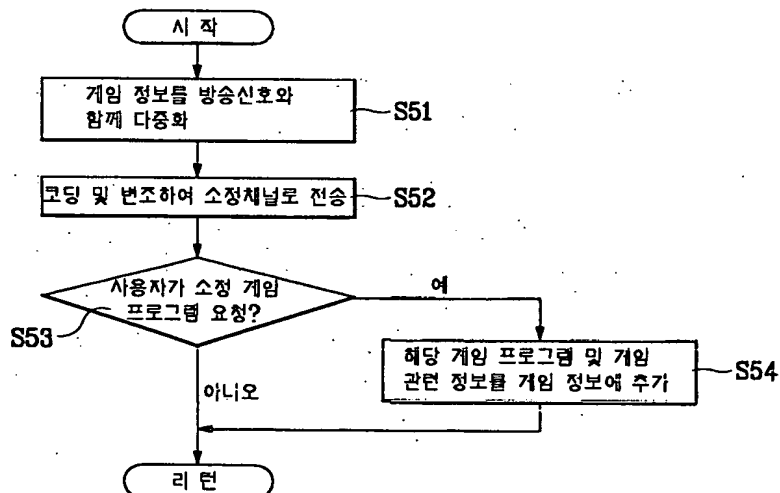 시 작
게임 정보를 방송신호와
함께 다중화
S51
코딩 및 변조하여 소정채널로 전송
S52
사용자가 소정 게임
프로그램 요청?
S53
예
해당 게임 프로그램 및 게임
관련 정보를 게임 정보에 추가
S54
아니오
리 턴